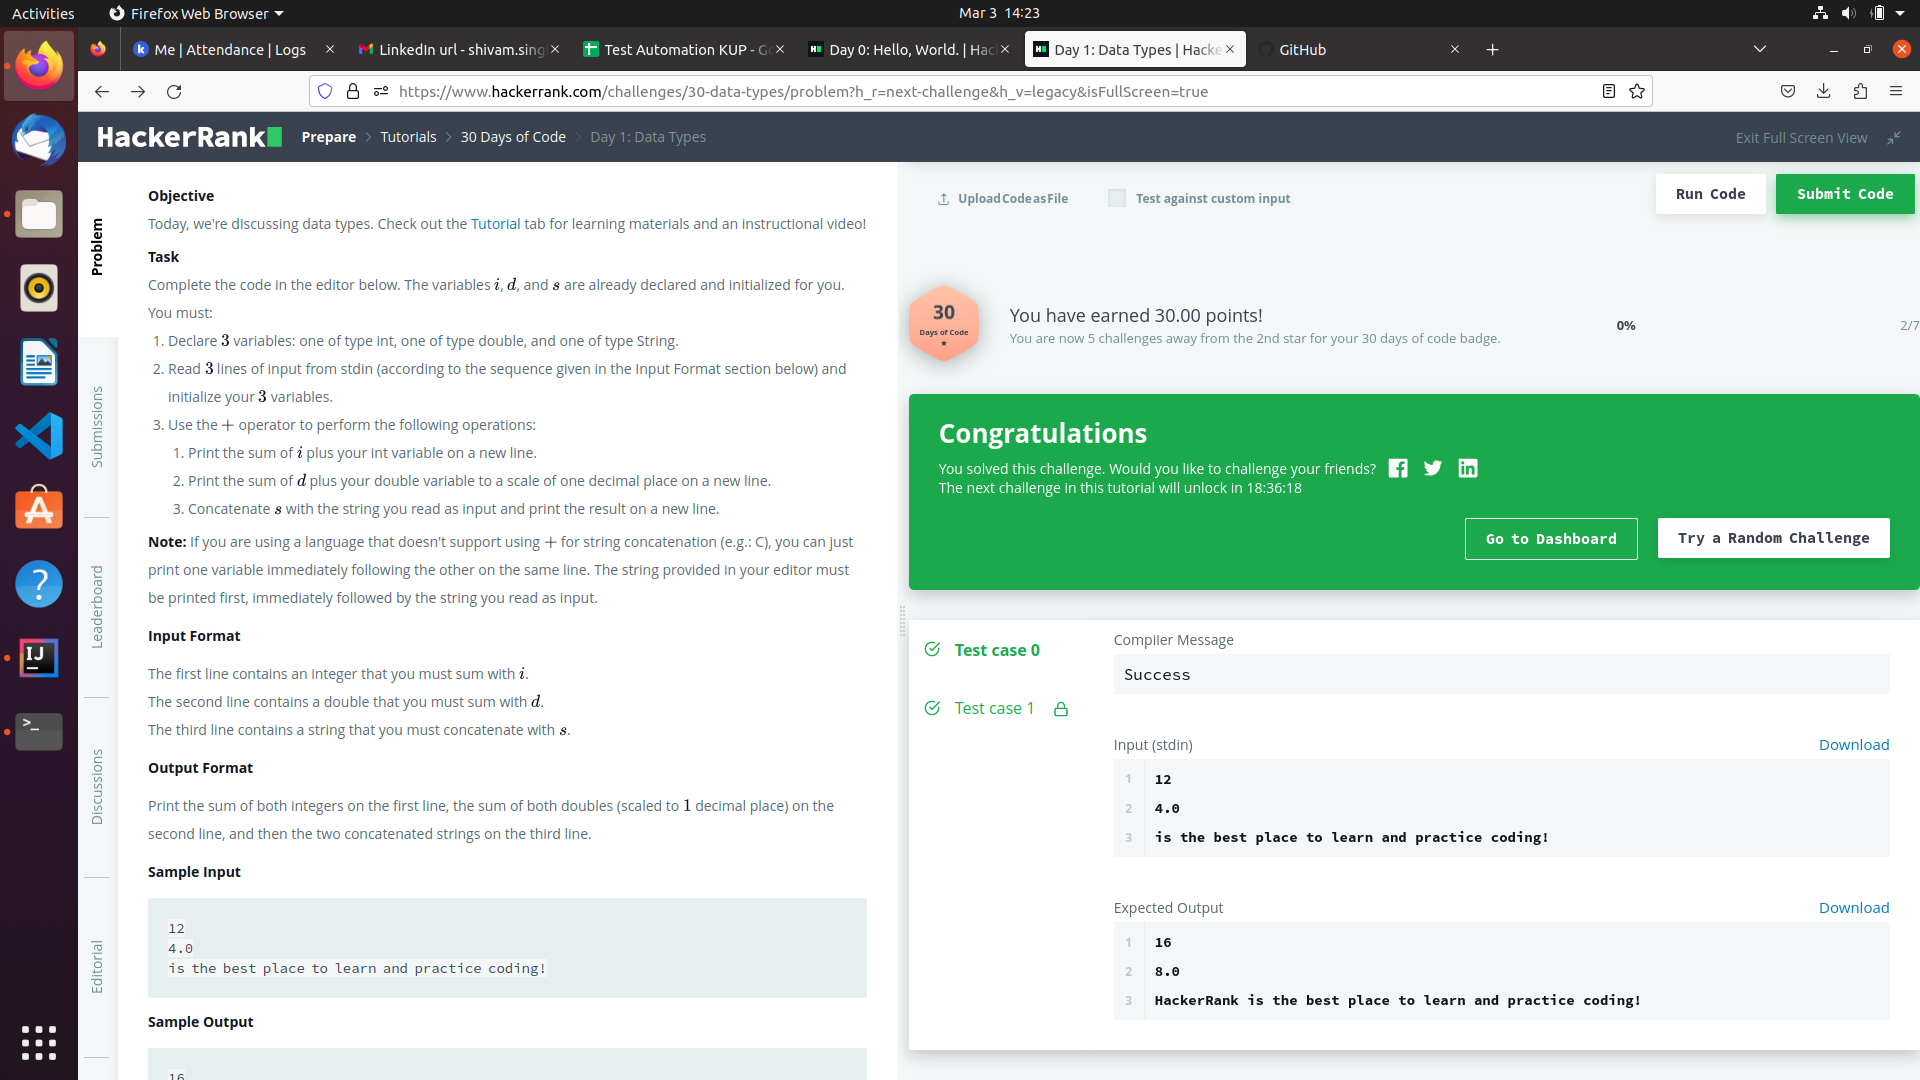 Activities
Firefox Web Browser
Mar 3 14:23
Me | Attendance | Logs
LinkedIn url - shivam.sing
Test Automation KUP - Go
Day 0: Hello, World. | Hac
Day 1: Data Types | Hacke
GitHub
https://www.hackerrank.com/challenges/30-data-types/problem?h_r=next-challenge&h_v=legacy&isFullScreen=true
HackerRank
Prepare
Tutorials
30 Days of Code
Day 1: Data Types
Exit Full Screen View
Problem
Submissions
Leaderboard
Discussions
Editorial
Objective
Today, we're discussing data types. Check out the Tutorial tab for learning materials and an instructional video!
Task
Complete the code in the editor below. The variables i, d, and s are already declared and initialized for you.
You must:
1. Declare 3 variables: one of type int, one of type double, and one of type String.
2. Read 3 lines of input from stdin (according to the sequence given in the Input Format section below) and
initialize your 3 variables.
3. Use the + operator to perform the following operations:
1. Print the sum of i plus your int variable on a new line.
2. Print the sum of d plus your double variable to a scale of one decimal place on a new line.
3. Concatenate s with the string you read as input and print the result on a new line.
Note: If you are using a language that doesn't support using + for string concatenation (e.g.: C), you can just
print one variable immediately following the other on the same line. The string provided in your editor must
be printed first, immediately followed by the string you read as input.
Input Format
The first line contains an integer that you must sum with i.
The second line contains a double that you must sum with d.
The third line contains a string that you must concatenate with s.
Output Format
Print the sum of both integers on the first line, the sum of both doubles (scaled to 1 decimal place) on the
second line, and then the two concatenated strings on the third line.
Sample Input
12
4.0
is the best place to learn and practice coding!
Sample Output
16
Upload Code as File
Test against custom input
Run Code
Submit Code
30
Days of Code
You have earned 30.00 points!
You are now 5 challenges away from the 2nd star for your 30 days of code badge.
0%
2/7
Congratulations
You solved this challenge. Would you like to challenge your friends?
The next challenge in this tutorial will unlock in 18:36:18
Go to Dashboard
Try a Random Challenge
Test case 0
Test case 1
Compiler Message
Success
Input (stdin)
Download
1 12
2 4.0
3 is the best place to learn and practice coding!
Expected Output
Download
1 16
2 8.0
3 HackerRank is the best place to learn and practice coding!